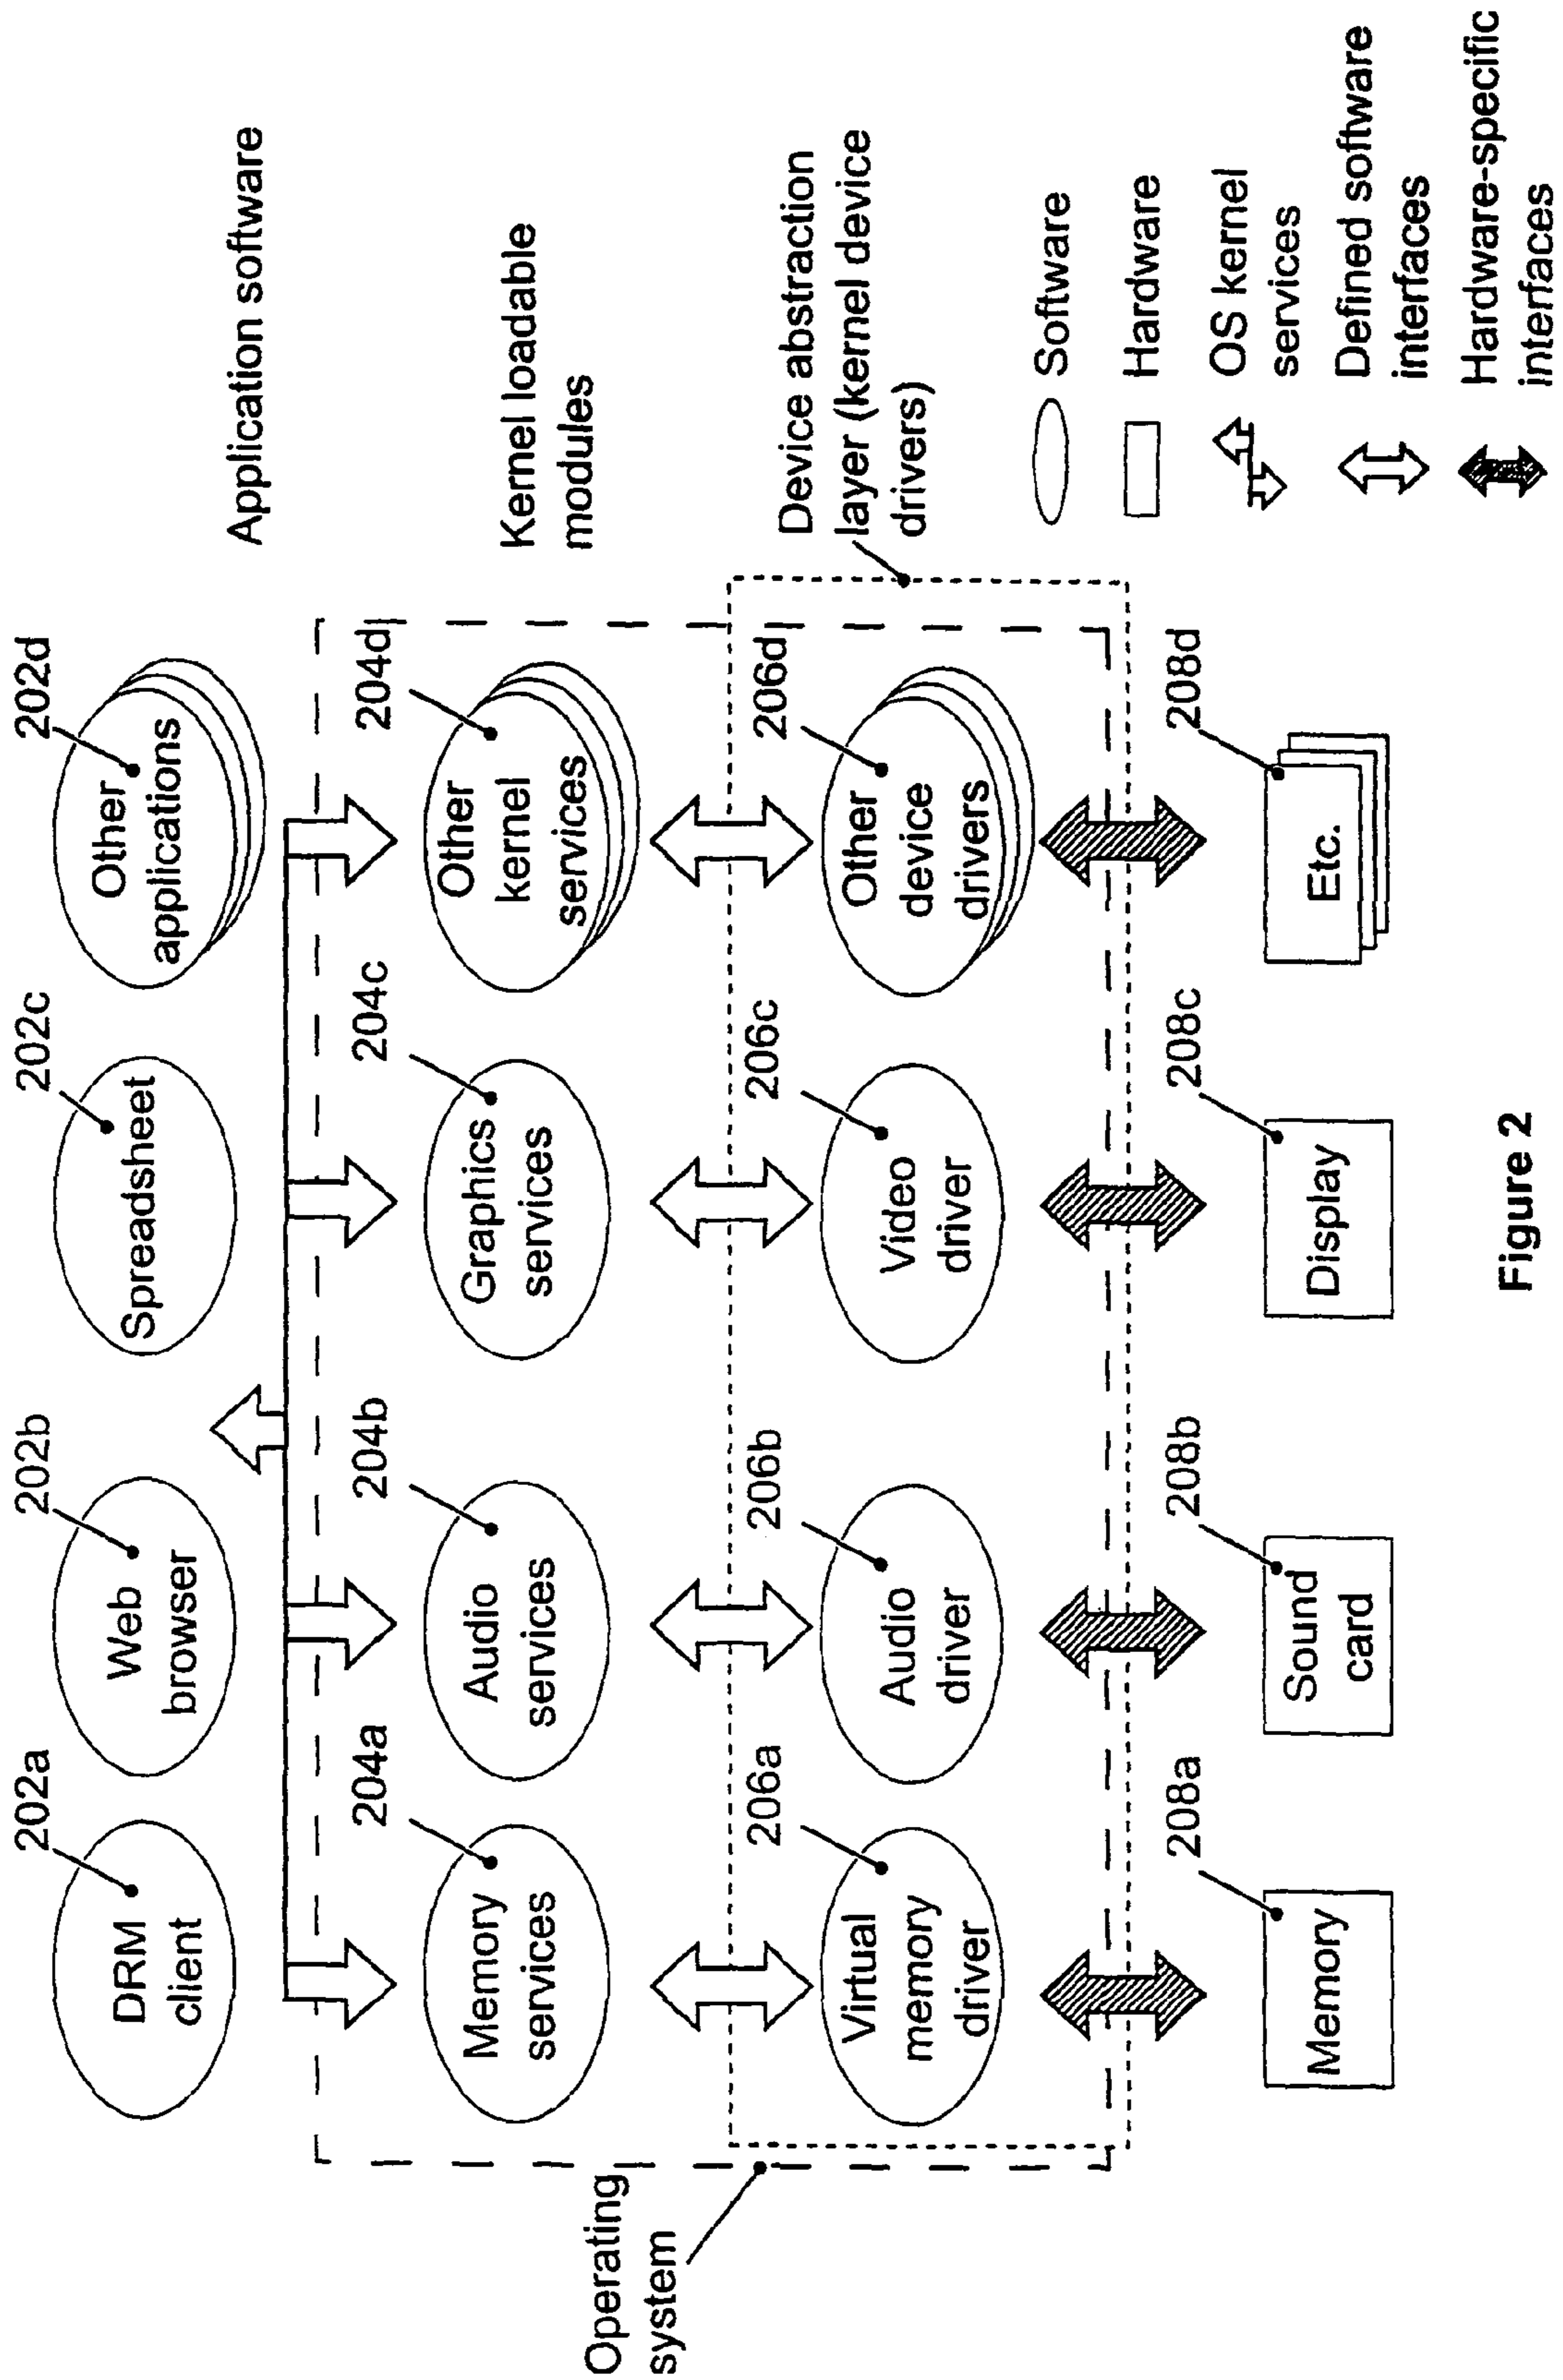 202a
202b
202c
202d
DRM
client
Web
browser
Spreadsheet
Other
applications
Application software
204a
204b
204c
204d
Memory
services
Audio
services
Graphics
services
Other
kernel
services
Kernel loadable
modules
Operating
system
206a
206b
206c
206d
Virtual
memory
driver
Audio
driver
Video
driver
Other
device
drivers
Device abstraction
layer (kernel device
drivers)
208a
208b
208c
208d
Memory
Sound
card
Display
Etc.
Software
Hardware
OS kernel
services
Defined software
interfaces
Hardware-specific
interfaces
Figure 2